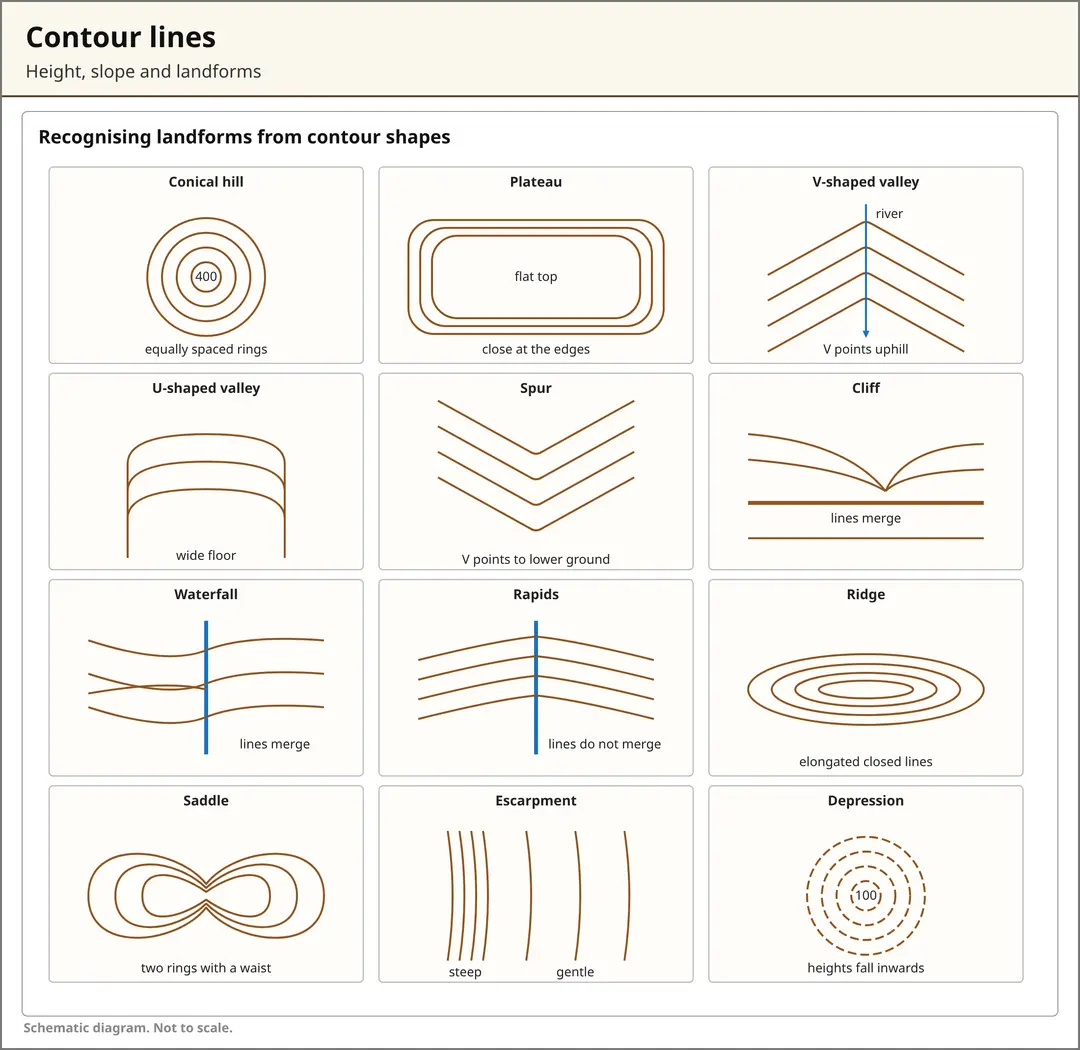 Contour lines
Height, slope and landforms
Recognising landforms from contour shapes
Conical hill
400
equally spaced rings
Plateau
flat top
close at the edges
V-shaped valley
river
V points uphill
U-shaped valley
wide floor
Spur
V points to lower ground
Cliff
lines merge
Waterfall
lines merge
Rapids
lines do not merge
Ridge
elongated closed lines
Saddle
two rings with a waist
Escarpment
steep
gentle
Depression
100
heights fall inwards
Schematic diagram. Not to scale.